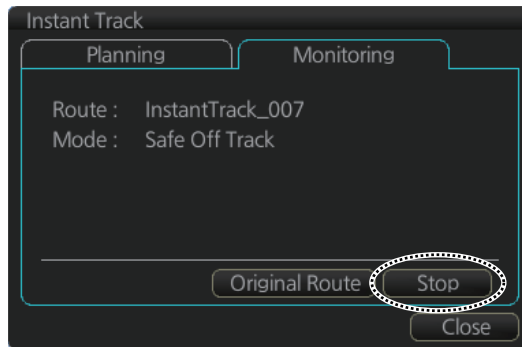 Instant Track
Planning Monitoring
Route : InstantTrack_007
Mode : Safe Off Track
Original Route Stop
Close